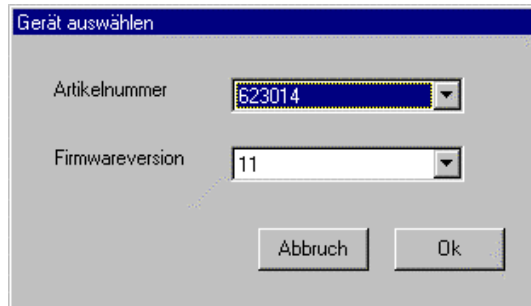 Gerät auswählen
Artikelnummer 623014
Firmwareversion 11
Abbruch Ok